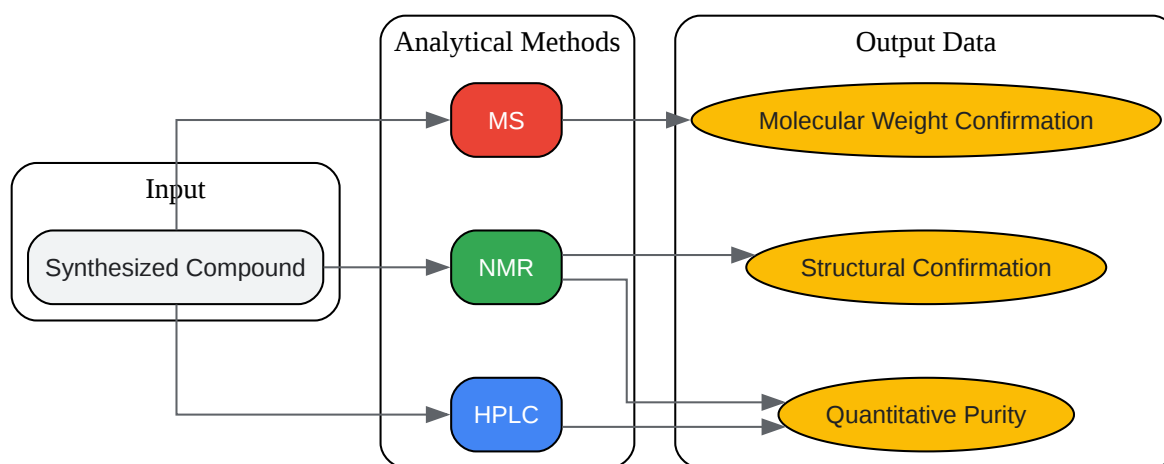 Input
Synthesized Compound
Analytical Methods
MS
NMR
HPLC
Output Data
Molecular Weight Confirmation
Structural Confirmation
Quantitative Purity